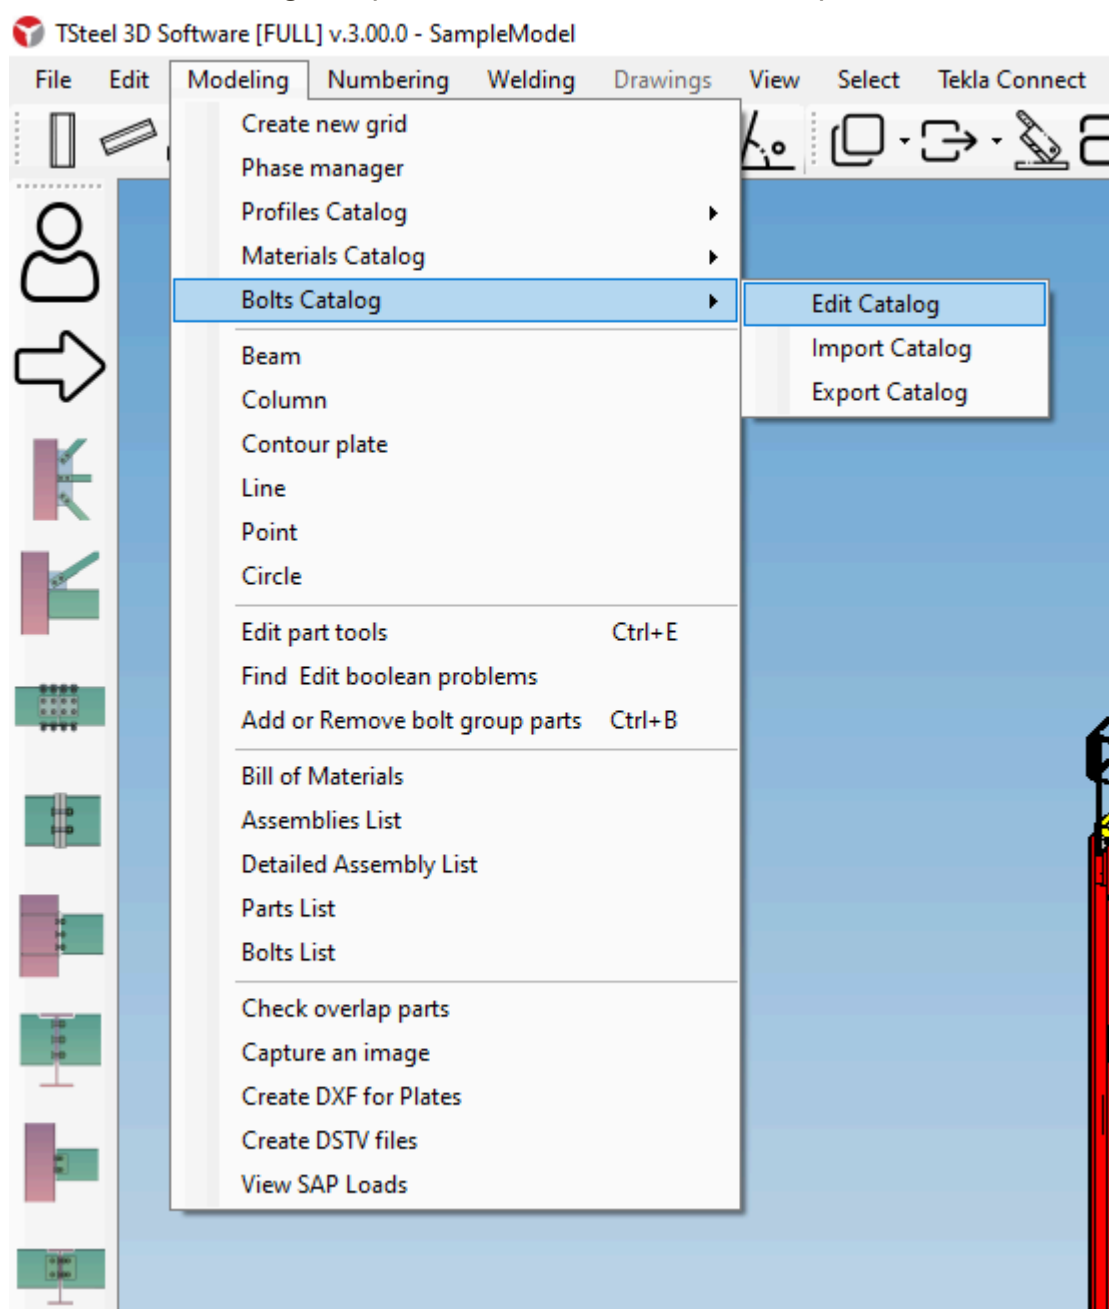 TSteel 3D Software [FULL] v.3.00.0 - SampleModel
File Edit Modeling Numbering Welding Drawings View Select Tekla Connect
Create new grid
Phase manager
Profiles Catalog
Materials Catalog
Bolts Catalog
Edit Catalog
Import Catalog
Export Catalog
Beam
Column
Contour plate
Line
Point
Circle
Edit part tools Ctrl+E
Find Edit boolean problems
Add or Remove bolt group parts Ctrl+B
Bill of Materials
Assemblies List
Detailed Assembly List
Parts List
Bolts List
Check overlap parts
Capture an image
Create DXF for Plates
Create DSTV files
View SAP Loads